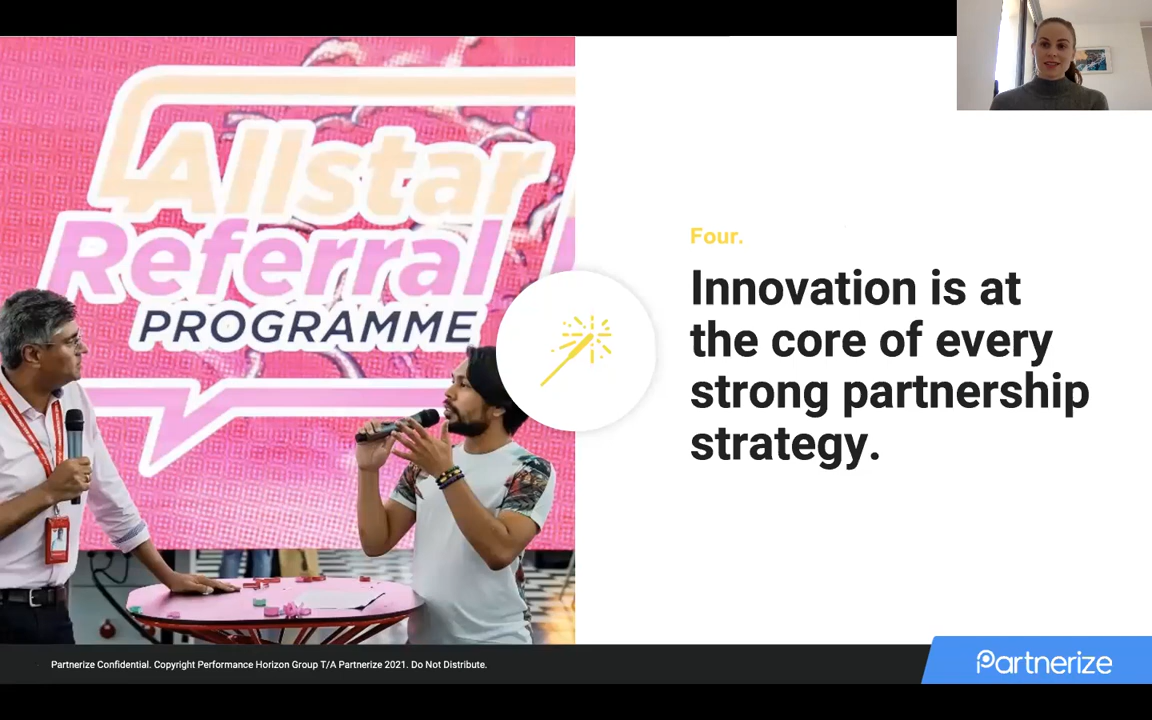 Allstar
Referral
PROGRAMME
Four.
Innovation is at
the core of every
strong partnership
strategy.
Partnerize Confidential. Copyright Performance Horizon Group T/A Partnerize 2021. Do Not Distribute.
Partnerize